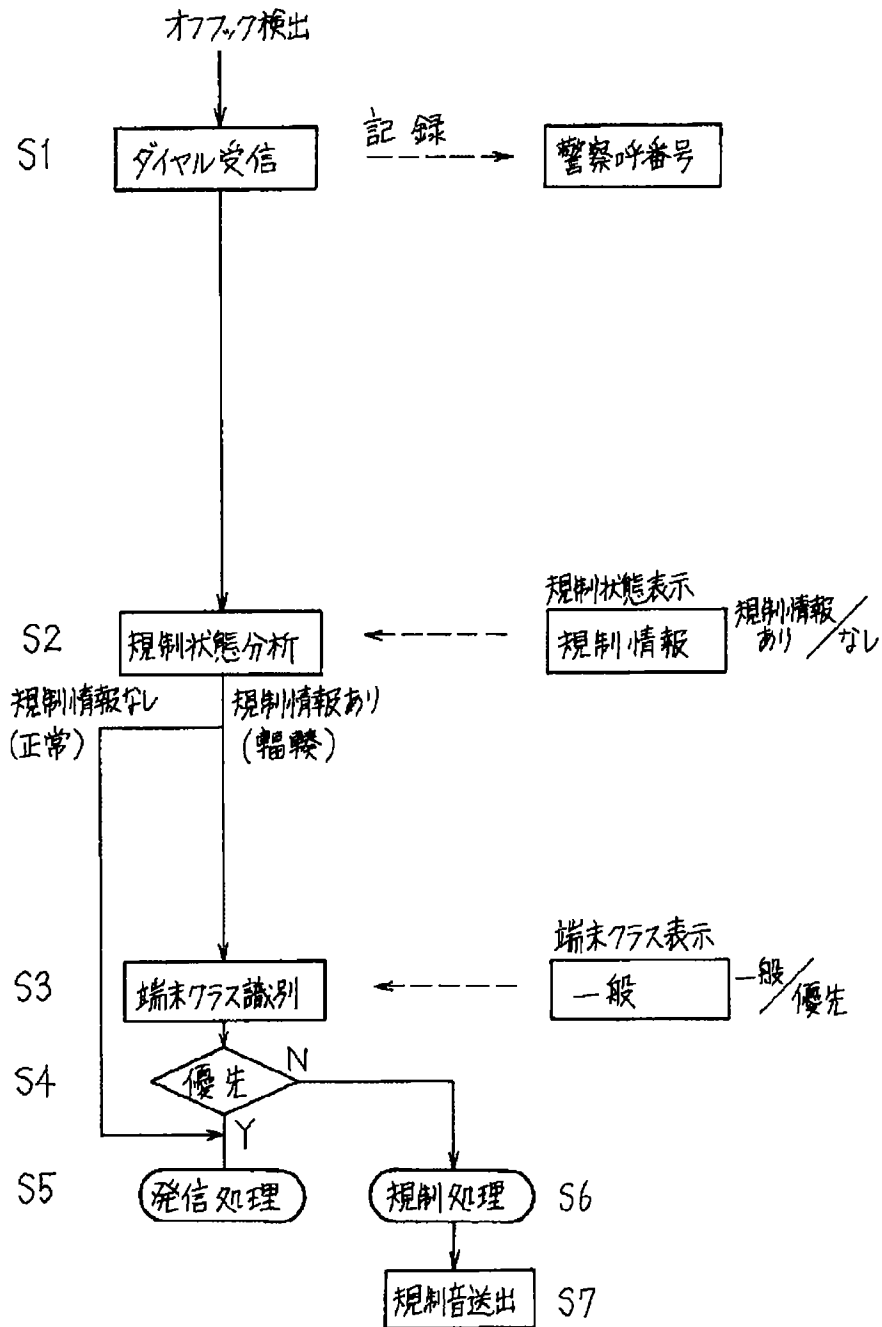 オフフック検出
S1
ダイヤル受信
記録
警察呼番号
S2
規制状態分析
規制状態表示
規制情報
規制情報
あり/なし
規制情報なし
(正常)
規制情報あり
(輻輳)
S3
端末クラス識別
端末クラス表示
一般
一般/優先
S4
優先
N
Y
S5
発信処理
規制処理
S6
規制音送出
S7